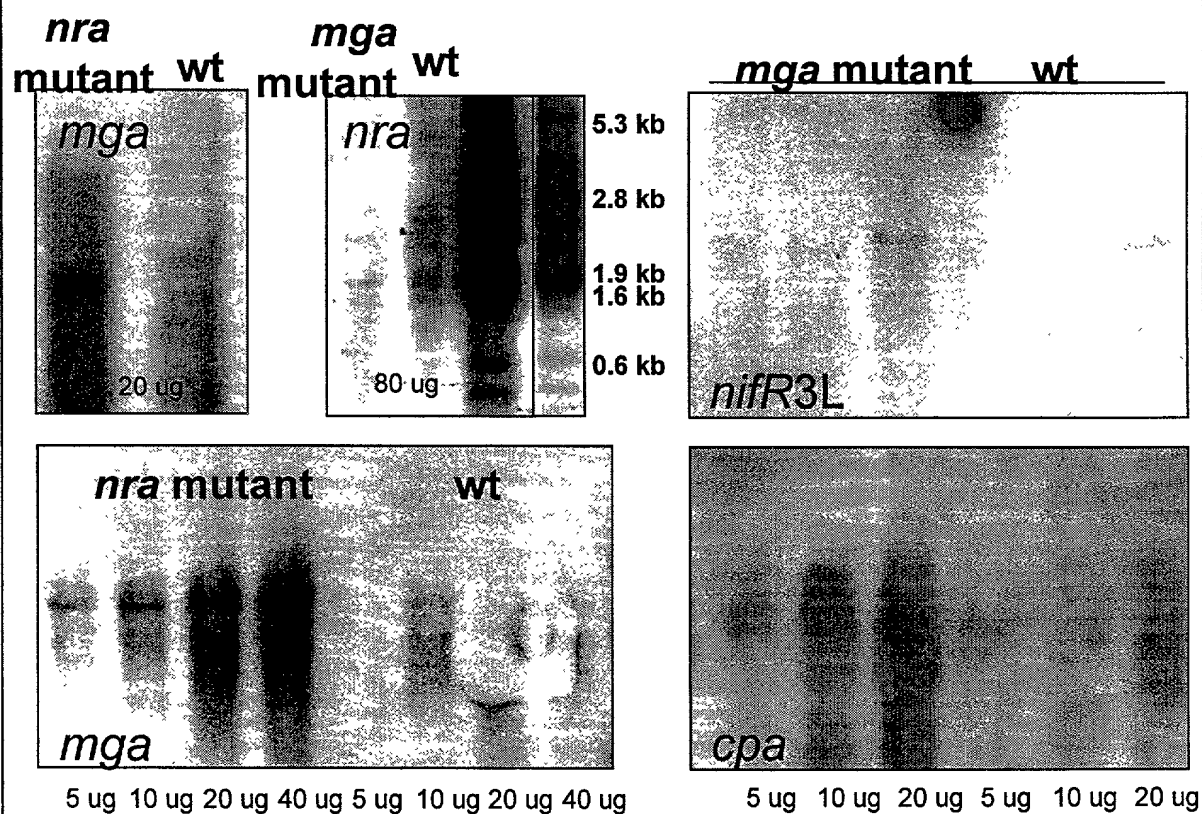 nra mutant wt
mga
20 ug
mga mutant wt
nra
80 ug
5.3 kb
2.8 kb
1.9 kb
1.6 kb
0.6 kb
mga mutant wt
nifR3L
nra mutant wt
mga
5 ug 10 ug 20 ug 40 ug 5 ug 10 ug 20 ug 40 ug
cpa
5 ug 10 ug 20 ug 5 ug 10 ug 20 ug